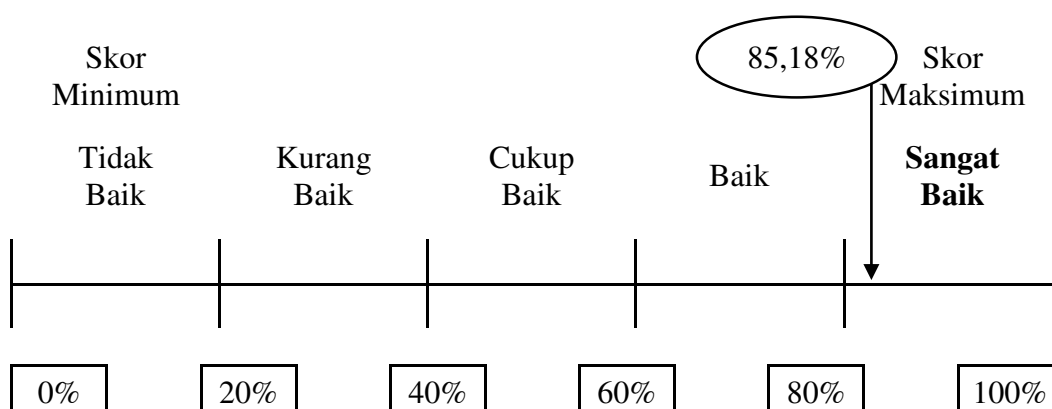 Skor
Minimum
85,18%
Skor
Maksimum
Tidak
Baik
Kurang
Baik
Cukup
Baik
Baik
Sangat
Baik
0%
20%
40%
60%
80%
100%